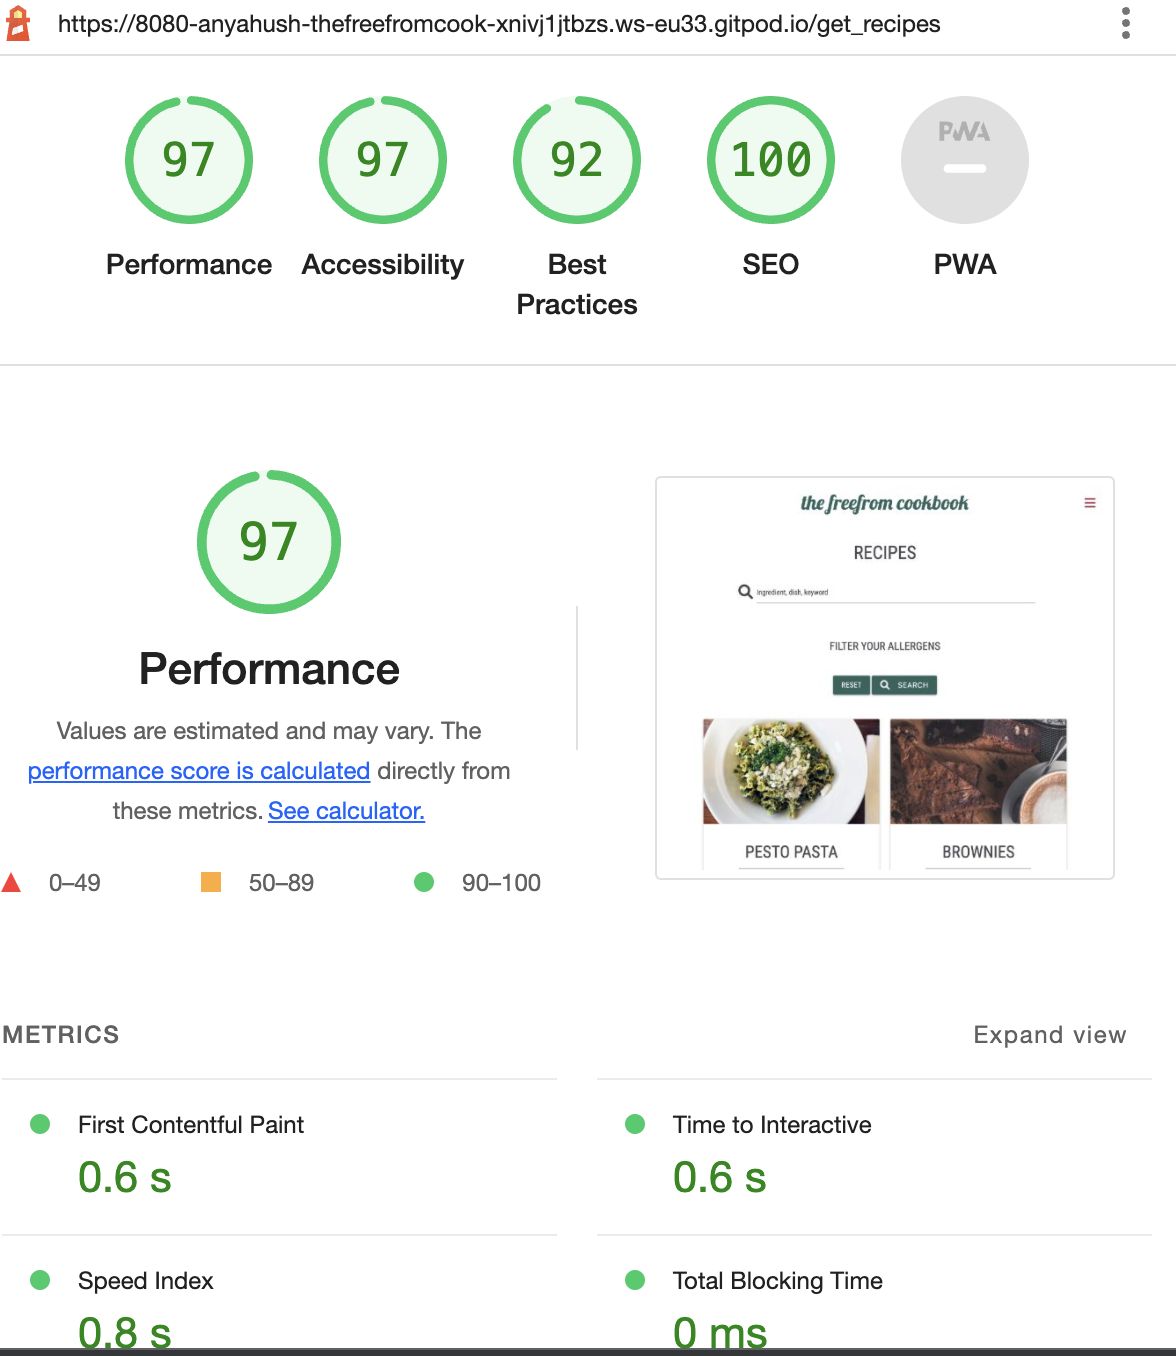 https://8080-anyahush-thefreefromcook-xnivj1jtbzs.ws-eu33.gitpod.io/get_recipes
97 97 92 100 PWA
Performance Accessibility Best Practices SEO PWA
97
Performance
Values are estimated and may vary. The
performance score is calculated directly from
these metrics. See calculator.
0–49 50–89 90–100
the freefrom cookbook
RECIPES
Ingredient, dish, keyword
FILTER YOUR ALLERGENS
RESET SEARCH
PESTO PASTA BROWNIES
METRICS Expand view
First Contentful Paint Time to Interactive
0.6 s 0.6 s
Speed Index Total Blocking Time
0.8 s 0 ms